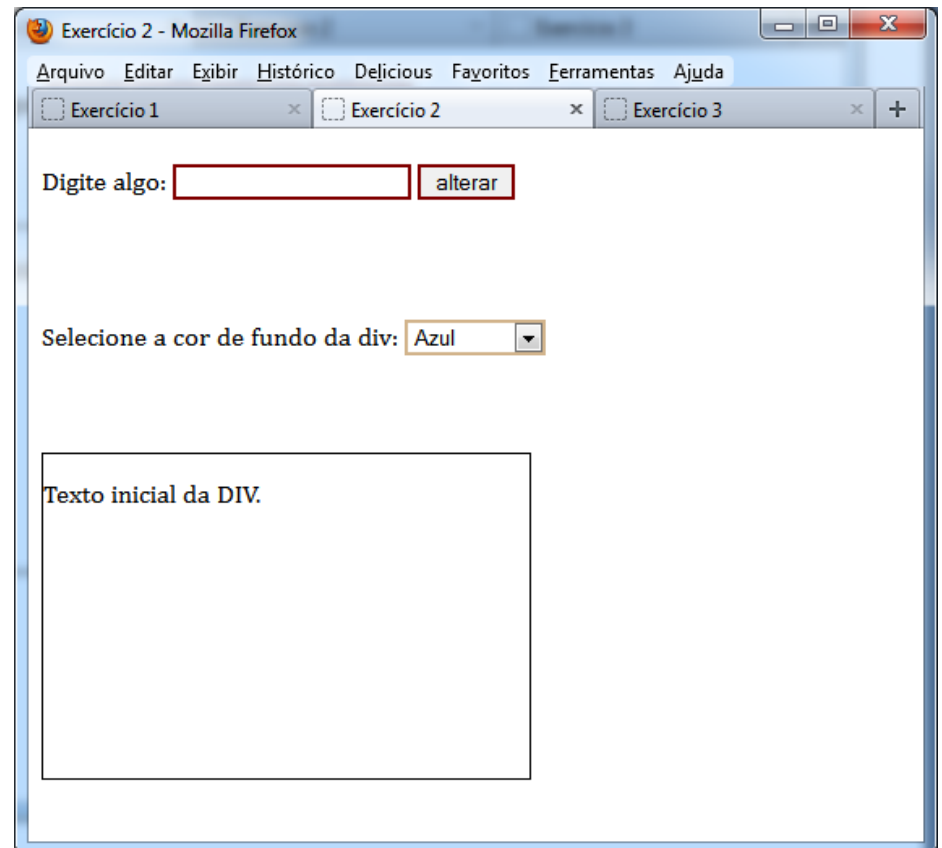 Exercício 2 - Mozilla Firefox
Arquivo Editar Exibir Histórico Delicious Favoritos Ferramentas Ajuda
Exercício 1 Exercício 2 Exercício 3
Digite algo: alterar
Selecione a cor de fundo da div: Azul
Texto inicial da DIV.